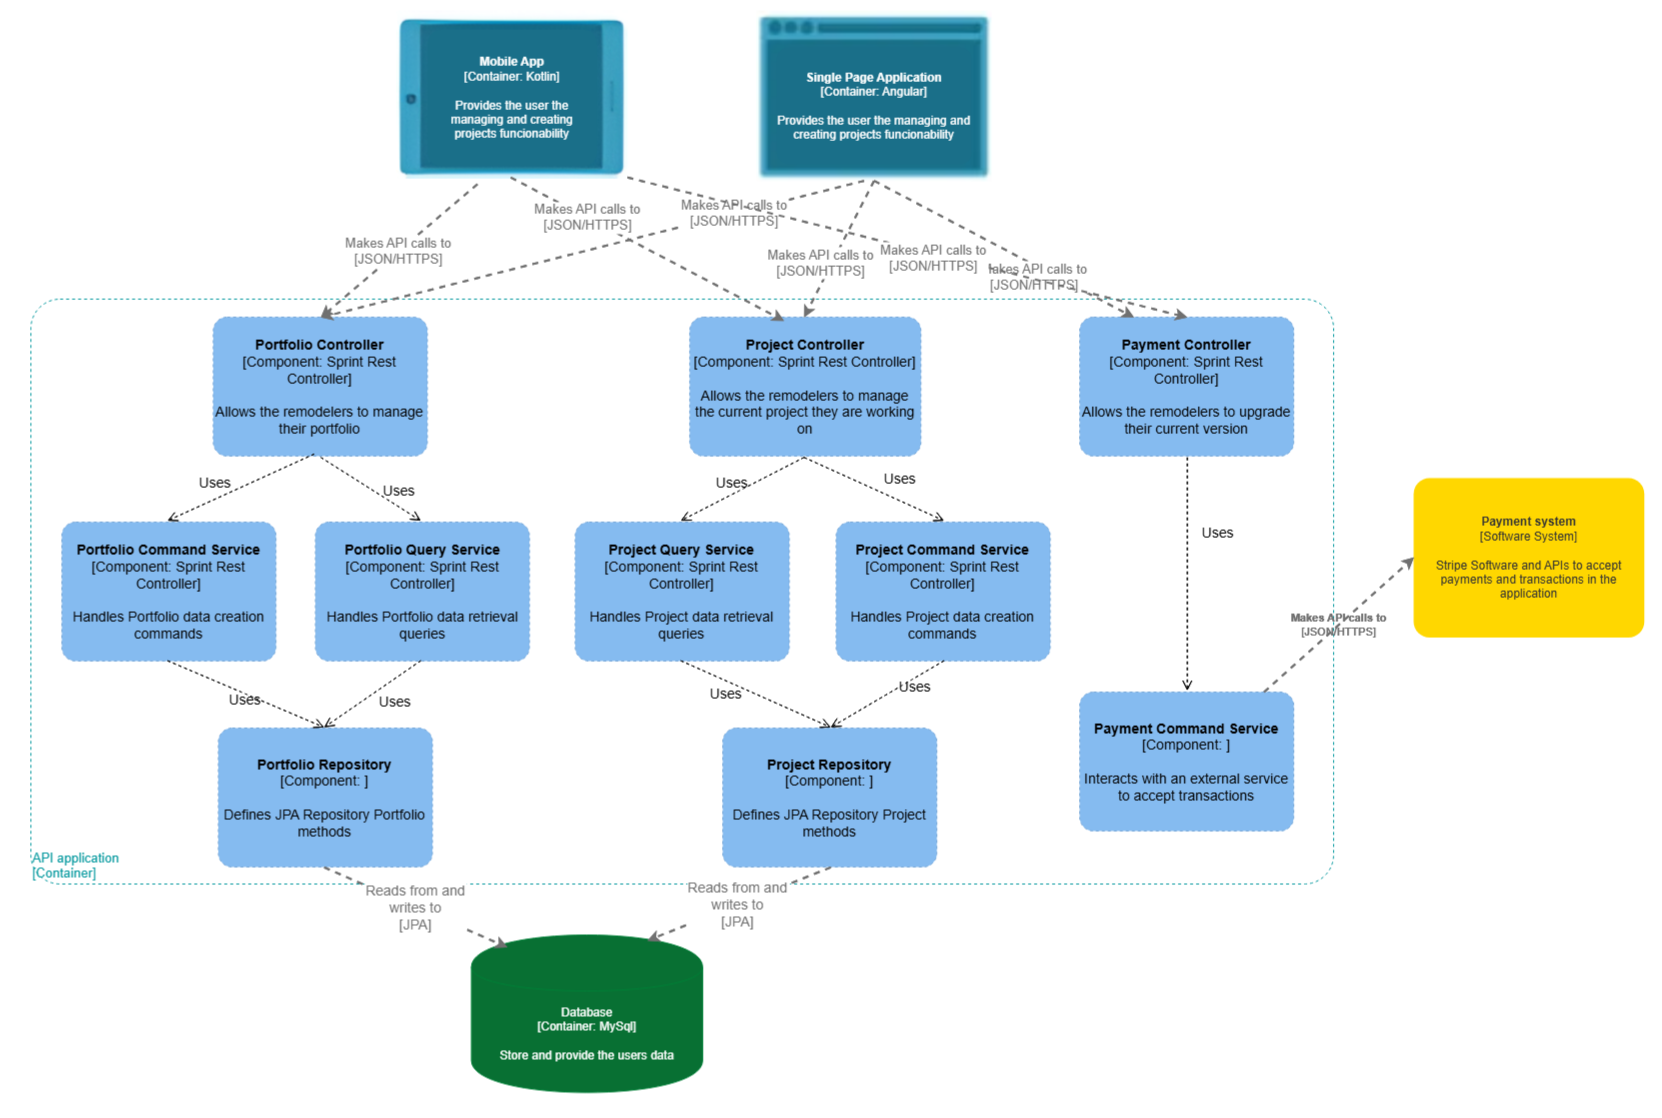 Mobile App
[Container: Kotlin]
Provides the user the
managing and creating
projects funcionability
Single Page Application
[Container: Angular]
Provides the user the managing and
creating projects funcionability
Makes API calls to
[JSON/HTTPS]
Makes API calls to
[JSON/HTTPS]
Makes API calls to
[JSON/HTTPS]
Makes API calls to
[JSON/HTTPS]
Makes API calls to
[JSON/HTTPS]
API calls to
[JSON/HTTPS]
Portfolio Controller
[Component: Sprint Rest
Controller]
Allows the remodelers to manage
their portfolio
Project Controller
[Component: Sprint Rest Controller]
Allows the remodelers to manage
the current project they are working
on
Payment Controller
[Component: Sprint Rest
Controller]
Allows the remodelers to upgrade
their current version
Uses
Uses
Uses
Uses
Uses
Portfolio Command Service
[Component: Sprint Rest
Controller]
Handles Portfolio data creation
commands
Portfolio Query Service
[Component: Sprint Rest
Controller]
Handles Portfolio data retrieval
queries
Project Query Service
[Component: Sprint Rest
Controller]
Handles Project data retrieval
queries
Project Command Service
[Component: Sprint Rest
Controller]
Handles Project data creation
commands
Payment system
[Software System]
Stripe Software and APIs to accept
payments and transactions in the
application
Makes API calls to
[JSON/HTTPS]
Uses
Uses
Uses
Uses
Portfolio Repository
[Component: ]
Defines JPA Repository Portfolio
methods
Project Repository
[Component: ]
Defines JPA Repository Project
methods
Payment Command Service
[Component: ]
Interacts with an external service
to accept transactions
API application
[Container]
Reads from and
writes to
[JPA]
Reads from and
writes to
[JPA]
Database
[Container: MySql]
Store and provide the users data